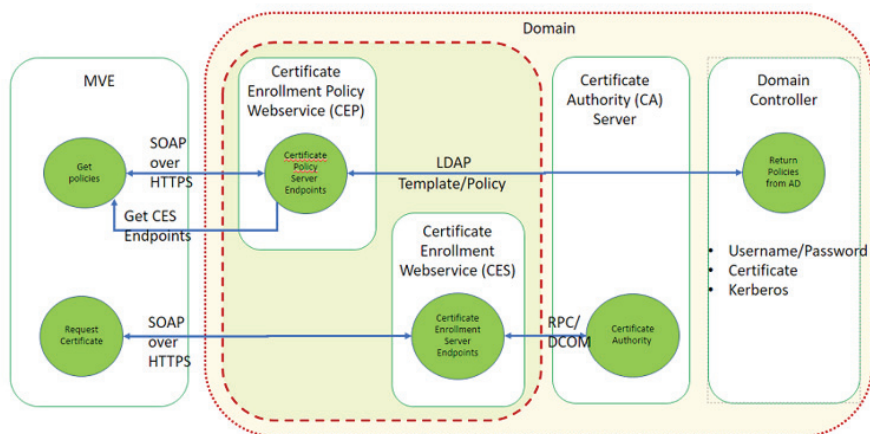 Domain
MVE
Certificate
Enrollment Policy
Webservice (CEP)
Certificate
Authority (CA)
Server
Domain
Controller
SOAP
over
HTTPS
Get
policies
Certificate
Policy
Server
Endpoints
LDAP
Template/Policy
Return
Policies
from AD
Get CES
Endpoints
Certificate
Enrollment
Webservice (CES)
• Username/Password
• Certificate
• Kerberos
Request
Certificate
SOAP
over
HTTPS
Certificate
Enrollment
Server
Endpoints
RPC/
DCOM
Certificate
Authority